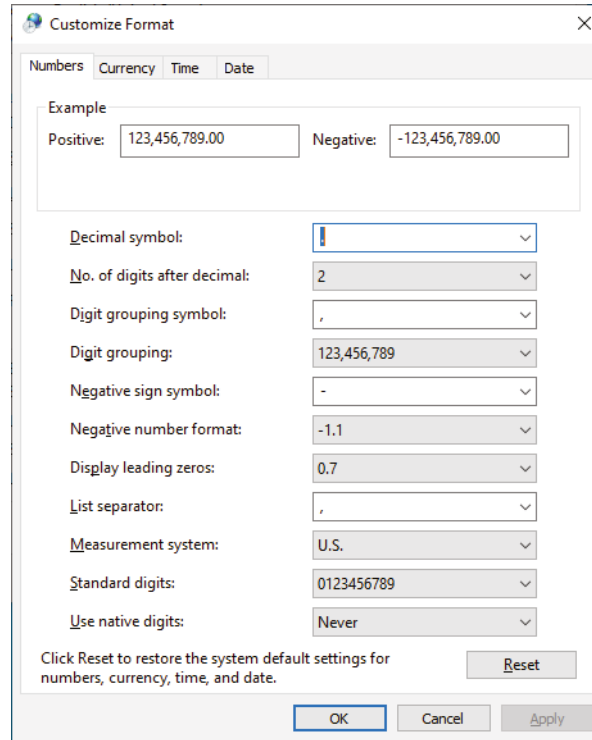 Customize Format
Numbers Currency Time Date
Example
Positive: 123,456,789.00 Negative: -123,456,789.00
Decimal symbol: .
No. of digits after decimal: 2
Digit grouping symbol: ,
Digit grouping: 123,456,789
Negative sign symbol: -
Negative number format: -1.1
Display leading zeros: 0.7
List separator: ,
Measurement system: U.S.
Standard digits: 0123456789
Use native digits: Never
Click Reset to restore the system default settings for
numbers, currency, time, and date.
Reset
OK Cancel Apply